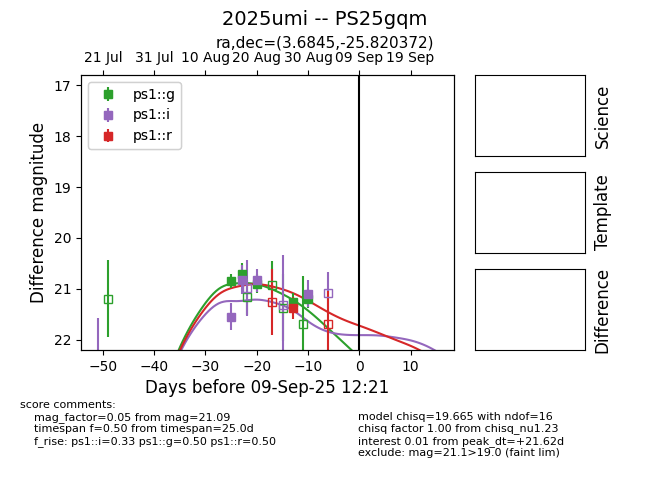 2025umi -- PS25gqm
ra,dec=(3.6845,-25.820372)
21 Jul 31 Jul 10 Aug 20 Aug 30 Aug 09 Sep 19 Sep
ps1::g
ps1::i
ps1::r
17
18
19
20
21
22
Difference magnitude
−50 −40 −30 −20 −10 0 10
Days before 09-Sep-25 12:21
Science
Template
Difference
score comments:
mag_factor=0.05 from mag=21.09
timespan f=0.50 from timespan=25.0d
f_rise: ps1::i=0.33 ps1::g=0.50 ps1::r=0.50
model chisq=19.665 with ndof=16
chisq factor 1.00 from chisq_nu1.23
interest 0.01 from peak_dt=+21.62d
exclude: mag=21.1>19.0 (faint lim)